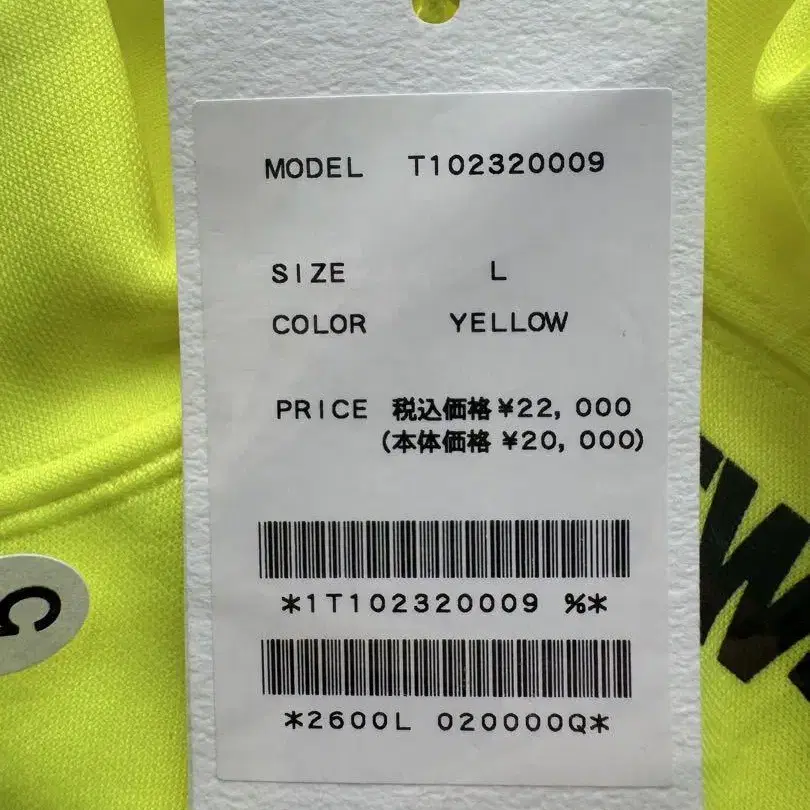 MODEL T102320009
SIZE L
COLOR YELLOW
PRICE 税込価格 ¥22,000
(本体価格 ¥20,000)
*1T102320009 %*
*2600L 020000Q*